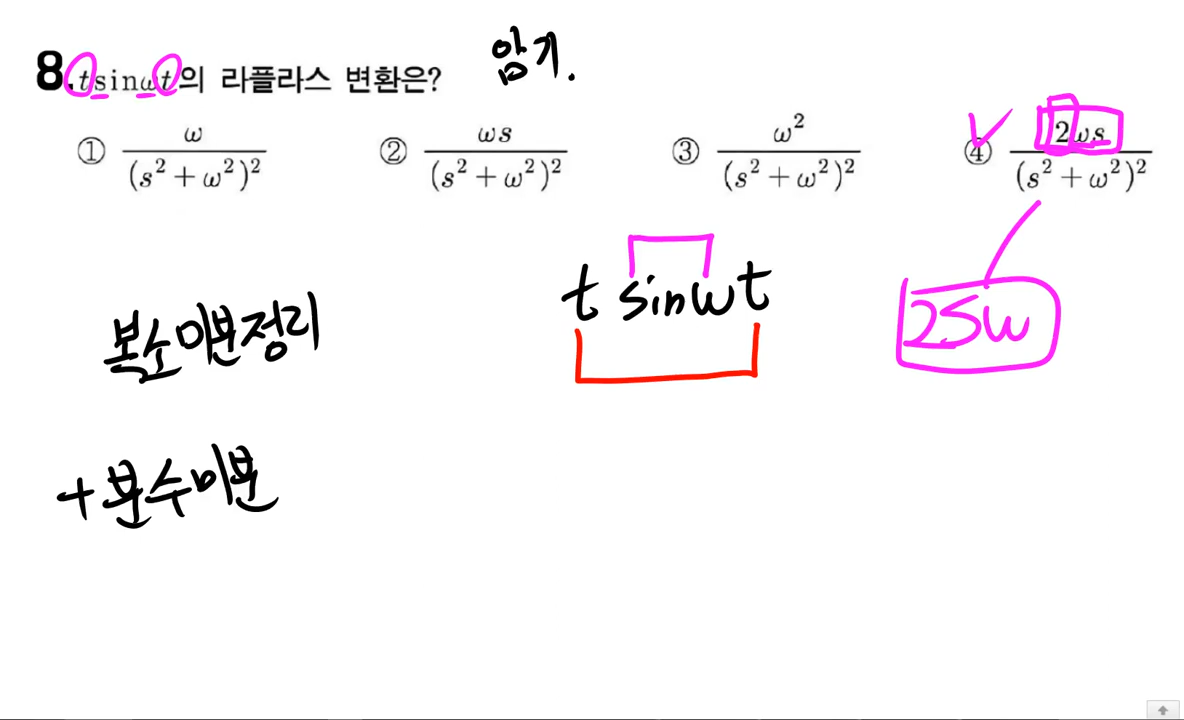 암기.
8. t sinωt의 라플라스 변환은?
① ω/(s²+ω²)² ② ωs/(s²+ω²)² ③ ω²/(s²+ω²)² ④ 2ωs/(s²+ω²)²
t sinωt
2sω
복소미분정리
+분수미분